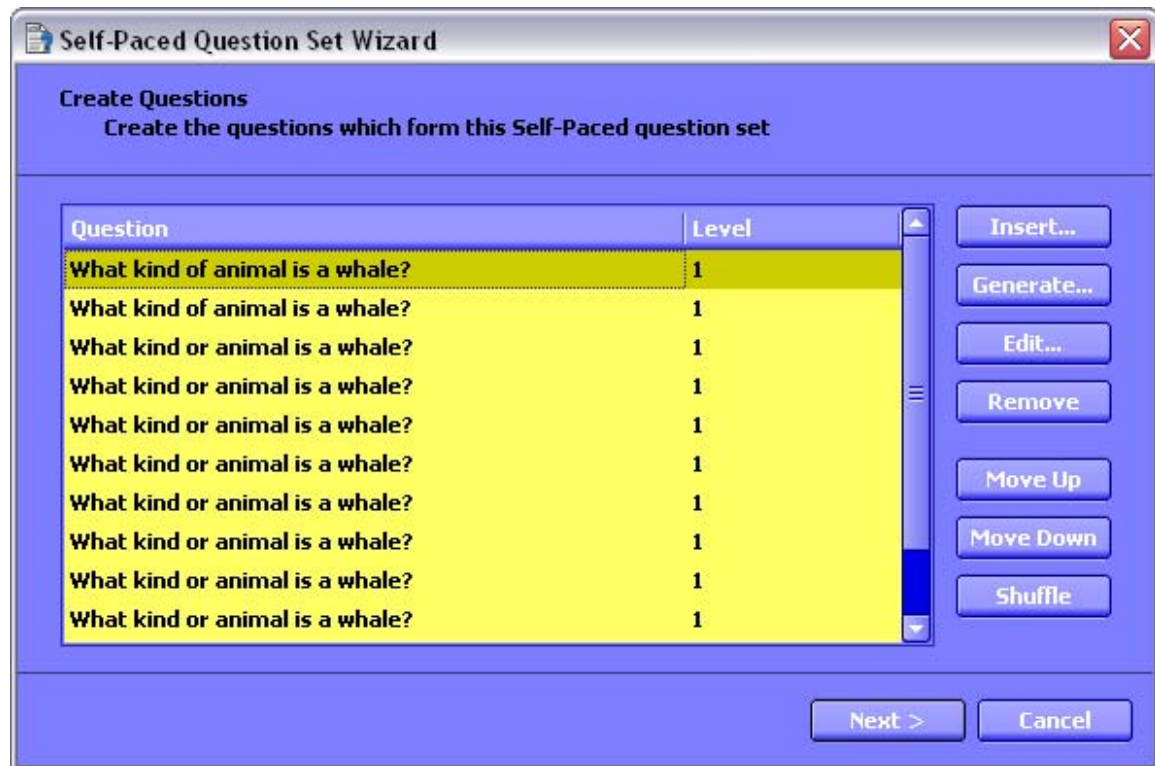 Self-Paced Question Set Wizard
Create Questions
Create the questions which form this Self-Paced question set
Question Level
What kind of animal is a whale? 1
What kind of animal is a whale? 1
What kind or animal is a whale? 1
What kind or animal is a whale? 1
What kind or animal is a whale? 1
What kind or animal is a whale? 1
What kind or animal is a whale? 1
What kind or animal is a whale? 1
What kind or animal is a whale? 1
What kind or animal is a whale? 1
Insert...
Generate...
Edit...
Remove
Move Up
Move Down
Shuffle
Next > Cancel